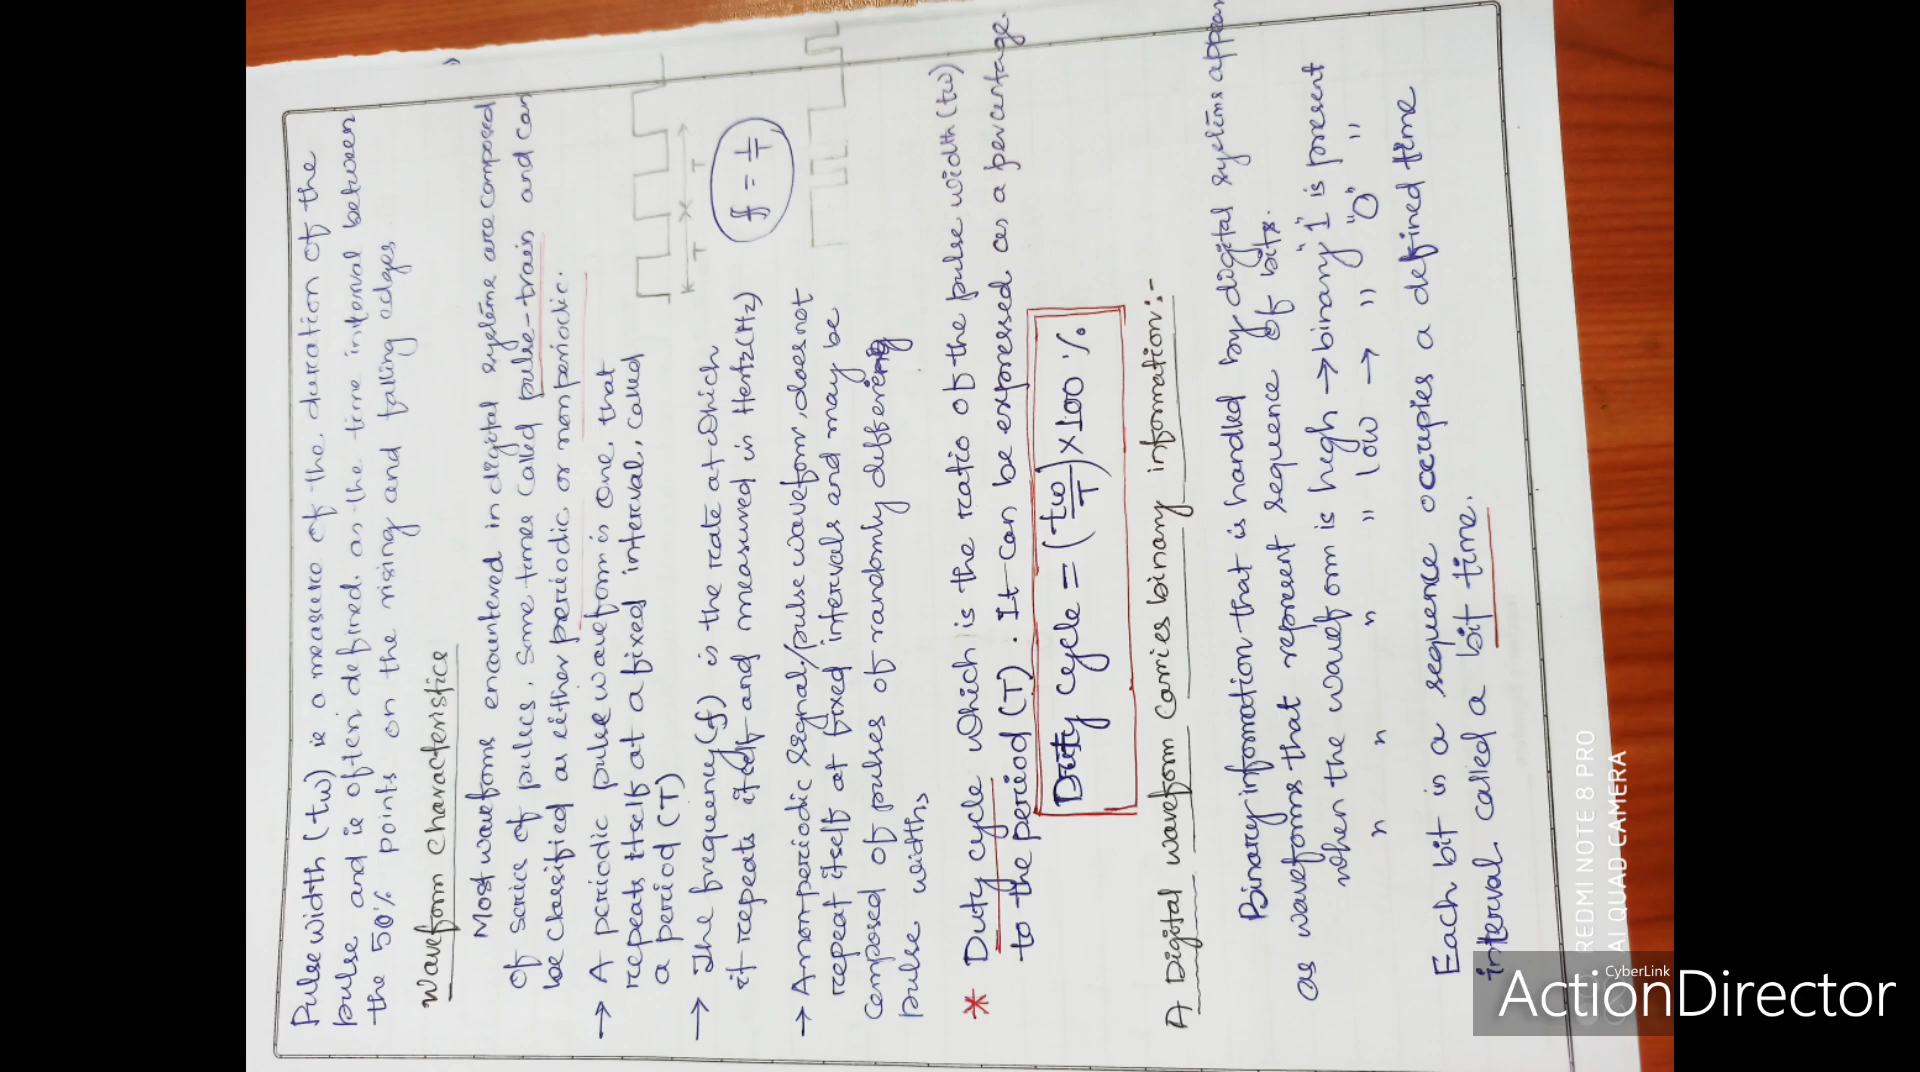 Pulse width (tw) is a measure of the duration of the
pulse and is often defined as the time interval between
the 50% points on the rising and falling edges
Waveform characteristics
Most waveforms encountered in digital systems are composed
of series of pulses, some times called pulse-train and can
be classified as either periodic or non periodic.
→ A periodic pulse waveform is one, that
repeats itself at a fixed interval, called
a period (T)
T T
→ The frequency (f) is the rate at which
it repeats itself and measured in Hertz (Hz)
f = 1/T
→ A non periodic signal/pulse waveform, does not
repeat itself at fixed intervals and may be
composed of pulses of randomly differing
pulse widths
* Duty cycle which is the ratio of the pulse width (tw)
to the period (T). It can be expressed as a percentage.
Duty cycle = (tw/T) × 100 %
A Digital waveform Carries binary information:-
Binary information that is handled by digital systems appear
as waveforms that represent sequence of bits.
when the waveform is high → binary "1" is present
" " " " low → " "0" "
Each bit in a sequence occupies a defined time
interval called a bit time.
REDMI NOTE 8 PRO
AI QUAD CAMERA
CyberLink
ActionDirector